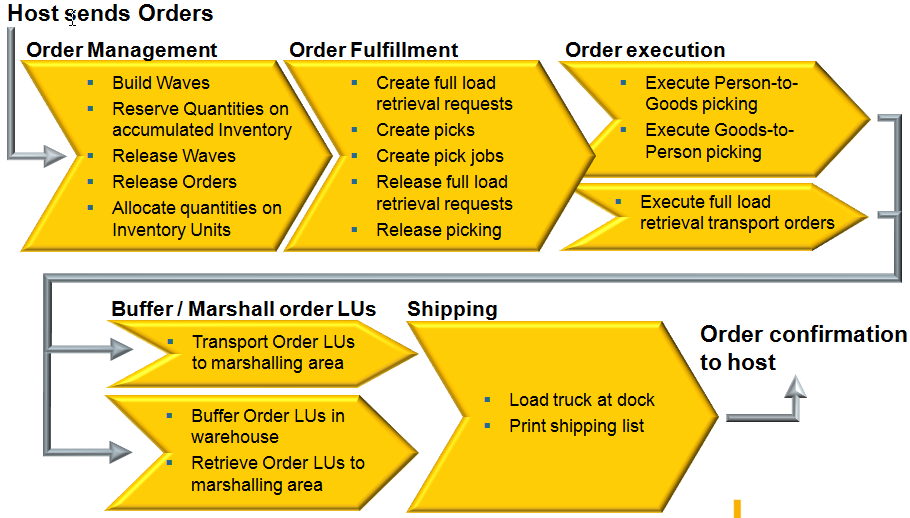 Host sends Orders
Order Management
Build Waves
Reserve Quantities on
accumulated Inventory
Release Waves
Release Orders
Allocate quantities on
Inventory Units
Order Fulfillment
Create full load
retrieval requests
Create picks
Create pick jobs
Release full load
retrieval requests
Release picking
Order execution
Execute Person-to-
Goods picking
Execute Goods-to-
Person picking
Execute full load
retrieval transport orders
Buffer / Marshall order LUs
Transport Order LUs
to marshalling area
Buffer Order LUs in
warehouse
Retrieve Order LUs to
marshalling area
Shipping
Load truck at dock
Print shipping list
Order confirmation
to host